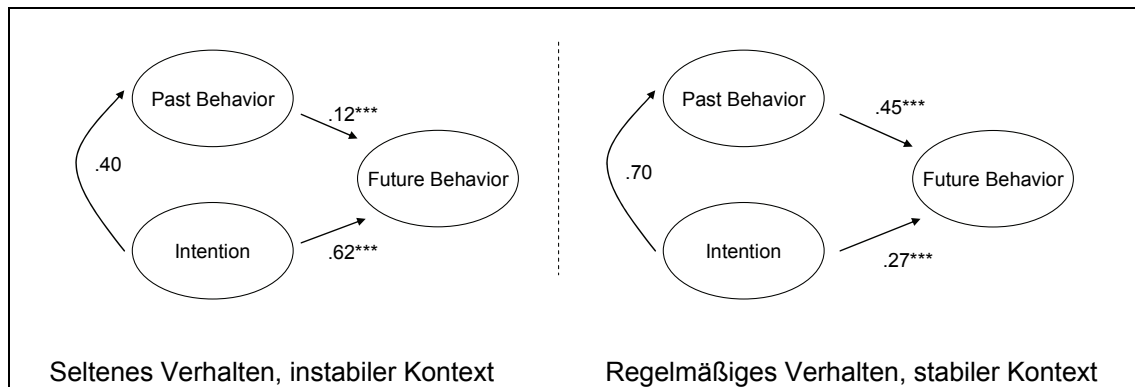 Past Behavior
.12***
.40
Future Behavior
Intention
.62***
Seltenes Verhalten, instabiler Kontext
Past Behavior
.45***
.70
Future Behavior
Intention
.27***
Regelmäßiges Verhalten, stabiler Kontext